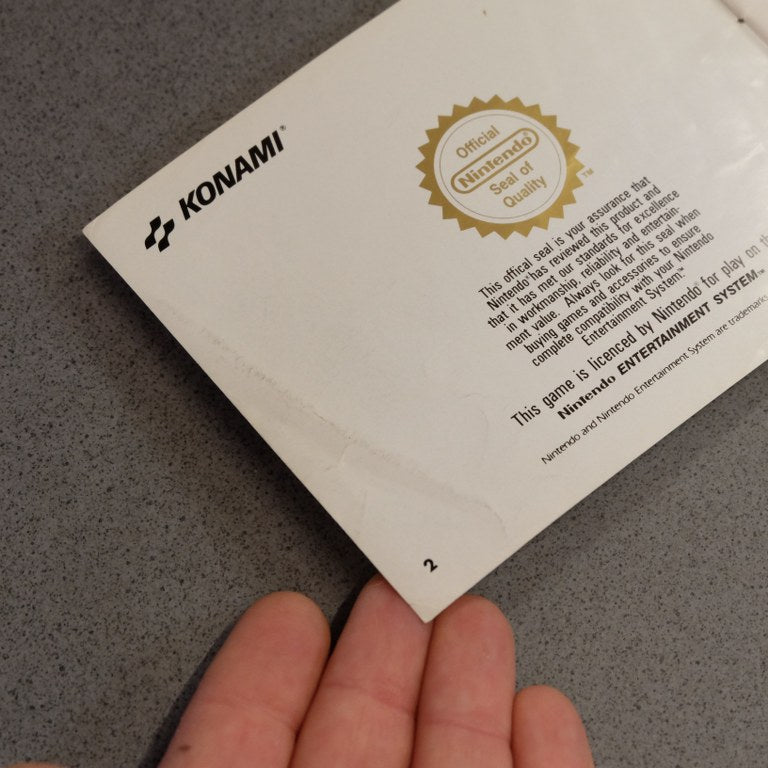 KONAMI®
Official
Nintendo®
Seal of
Quality
TM
This offical seal is your assurance that
Nintendo® has reviewed this product and
that it has met our standards for excellence
in workmanship, reliability and entertain-
ment value. Always look for this seal when
buying games and accessories to ensure
complete compatibility with your Nintendo
Entertainment System.™
This game is licenced by Nintendo® for play on
Nintendo ENTERTAINMENT SYSTEM™
Nintendo and Nintendo Entertainment System are trademarks
2